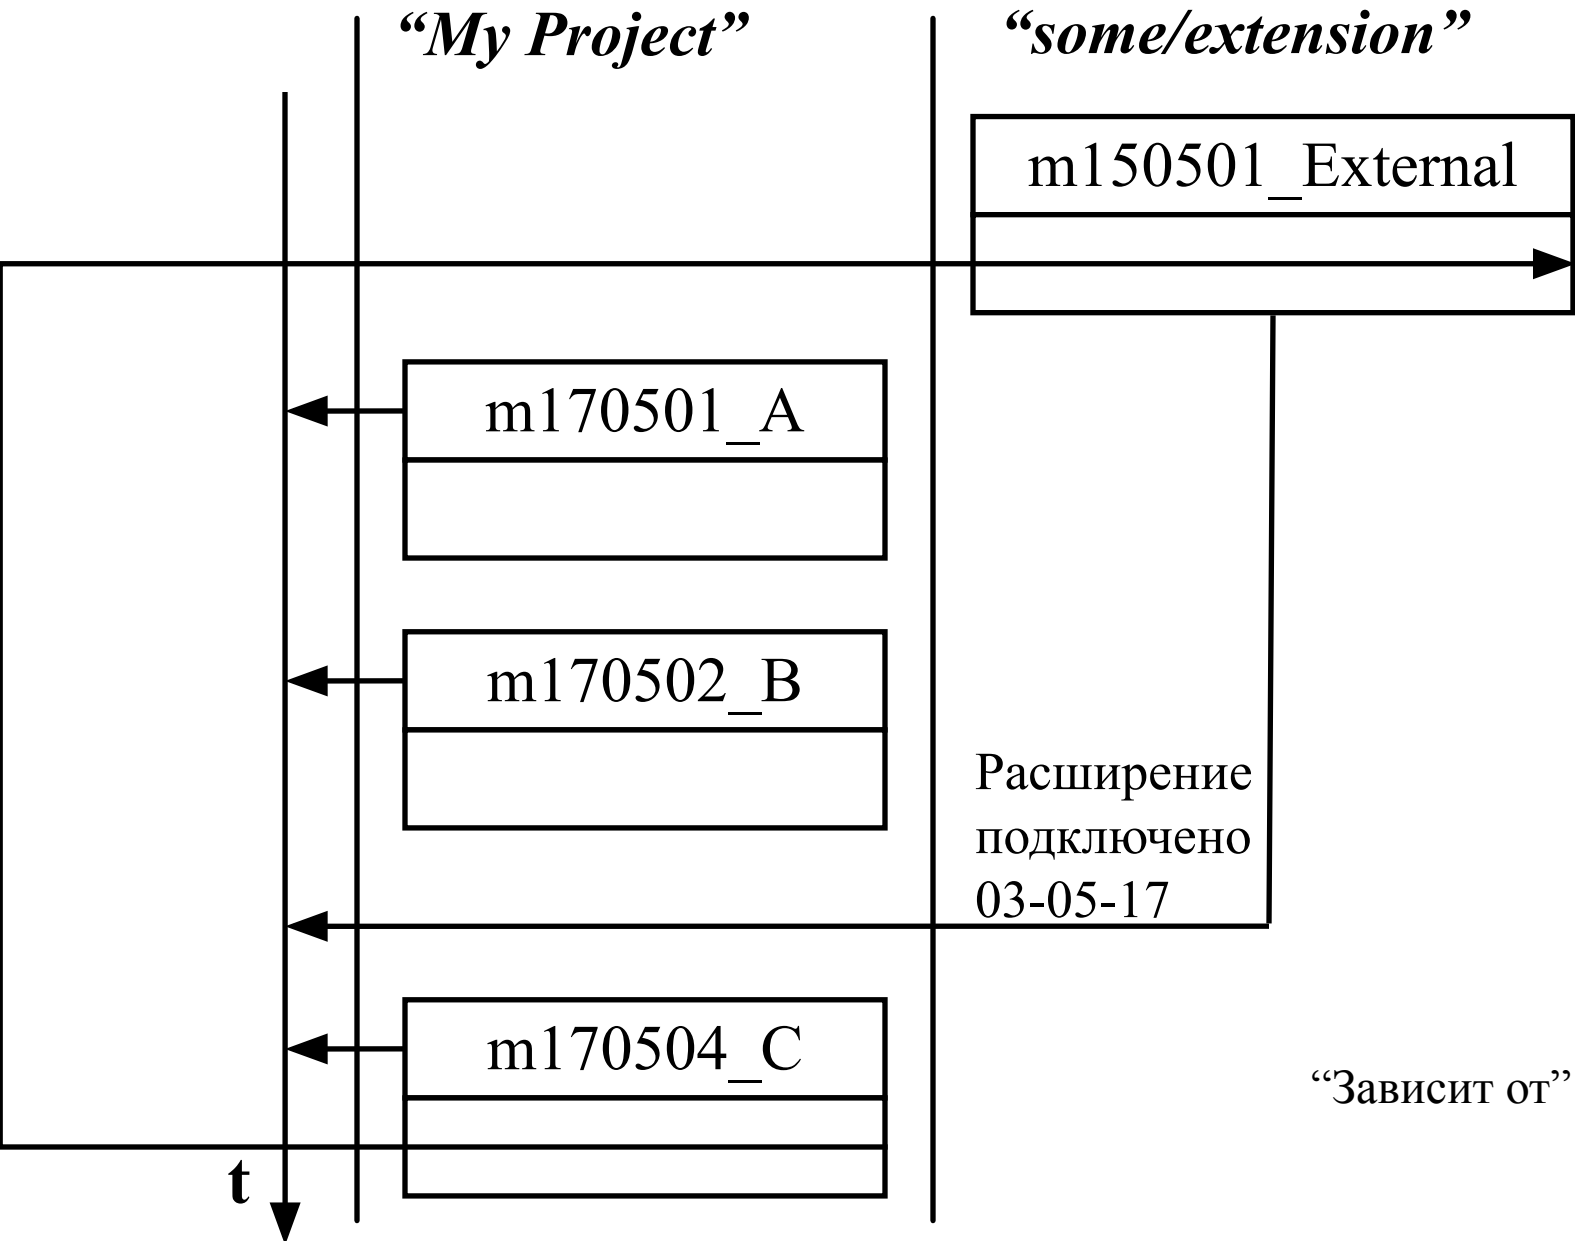 “My Project”
“some/extension”
m150501_External
m170501_A
m170502_B
Расширение
подключено
03-05-17
m170504_C
“Зависит от”
t